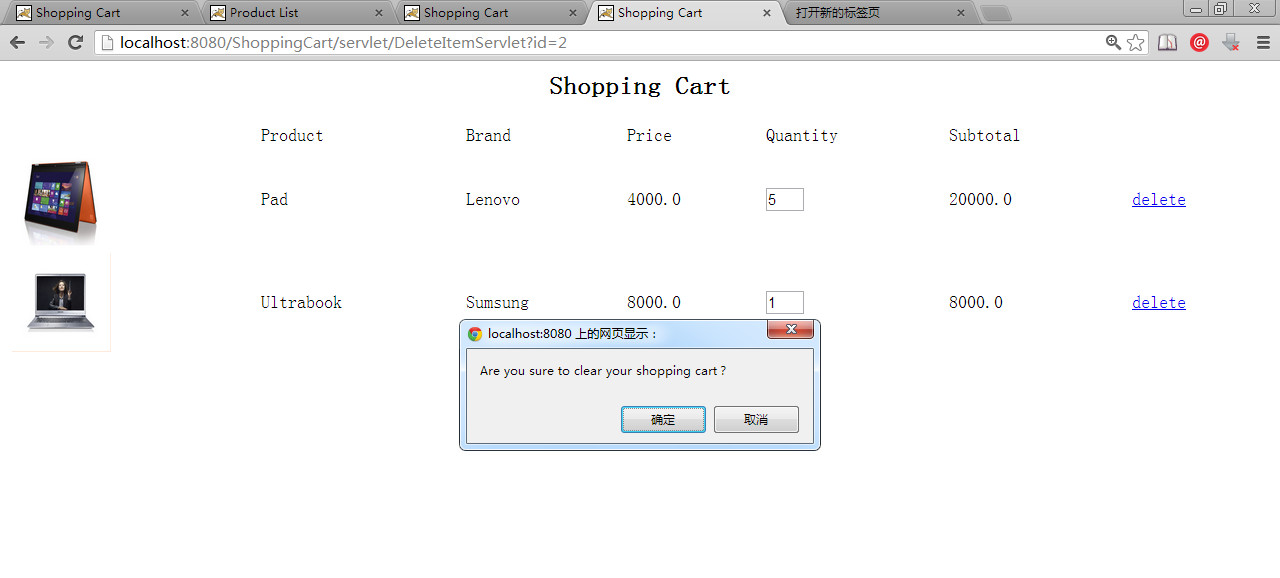 Shopping Cart
Product List
Shopping Cart
Shopping Cart
打开新的标签页
localhost:8080/ShoppingCart/servlet/DeleteItemServlet?id=2
Shopping Cart
Product Brand Price Quantity Subtotal
Pad Lenovo 4000.0 5 20000.0 delete
Ultrabook Sumsung 8000.0 1 8000.0 delete
localhost:8080 上的网页显示：
Are you sure to clear your shopping cart ?
确定 取消